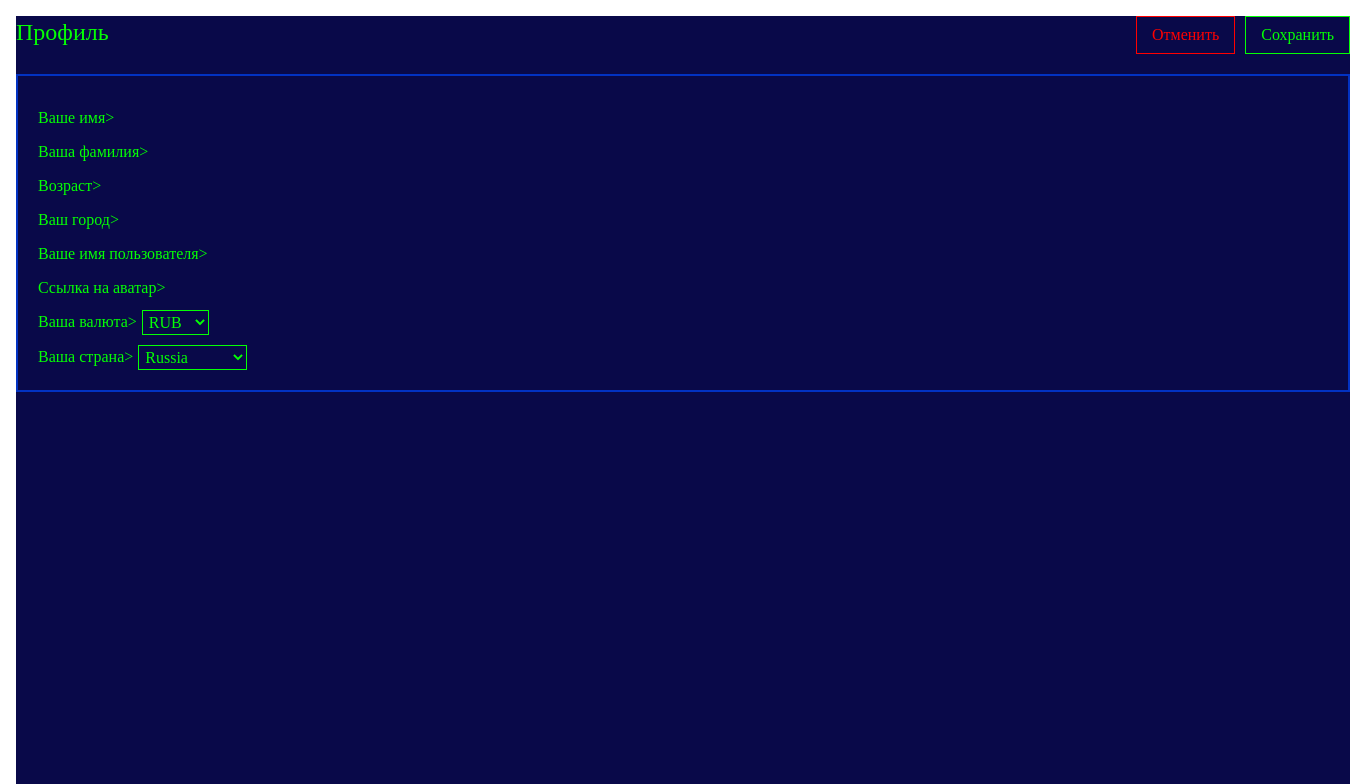 Профиль
Отменить
Сохранить
Ваше имя>
Ваша фамилия>
Возраст>
Ваш город>
Ваше имя пользователя>
Ссылка на аватар>
Ваша валюта> RUB
Ваша страна> Russia